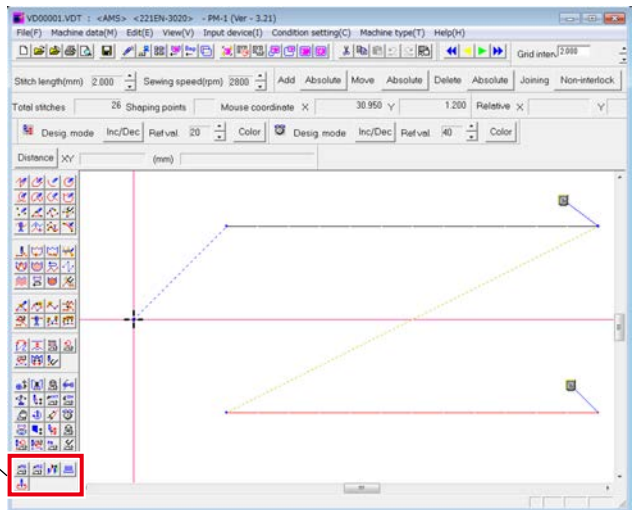 VD00001.VDT : <AMS> <221EN-3020> - PM-1 (Ver - 3.21)
File(F) Machine data(M) Edit(E) View(V) Input device(I) Condition setting(C) Machine type(T) Help(H)
Grid interv 2.000
Stitch length(mm) 2.000 Sewing speed(rpm) 2800 Add Absolute Move Absolute Delete Absolute Joining Non-interlock
Total stitches 26 Shaping points Mouse coordinate X 30.950 Y 1.200 Relative X Y
Desig. mode Inc/Dec Ref val. 20 Color Desig. mode Inc/Dec Ref val 40 Color
Distance XY (mm)